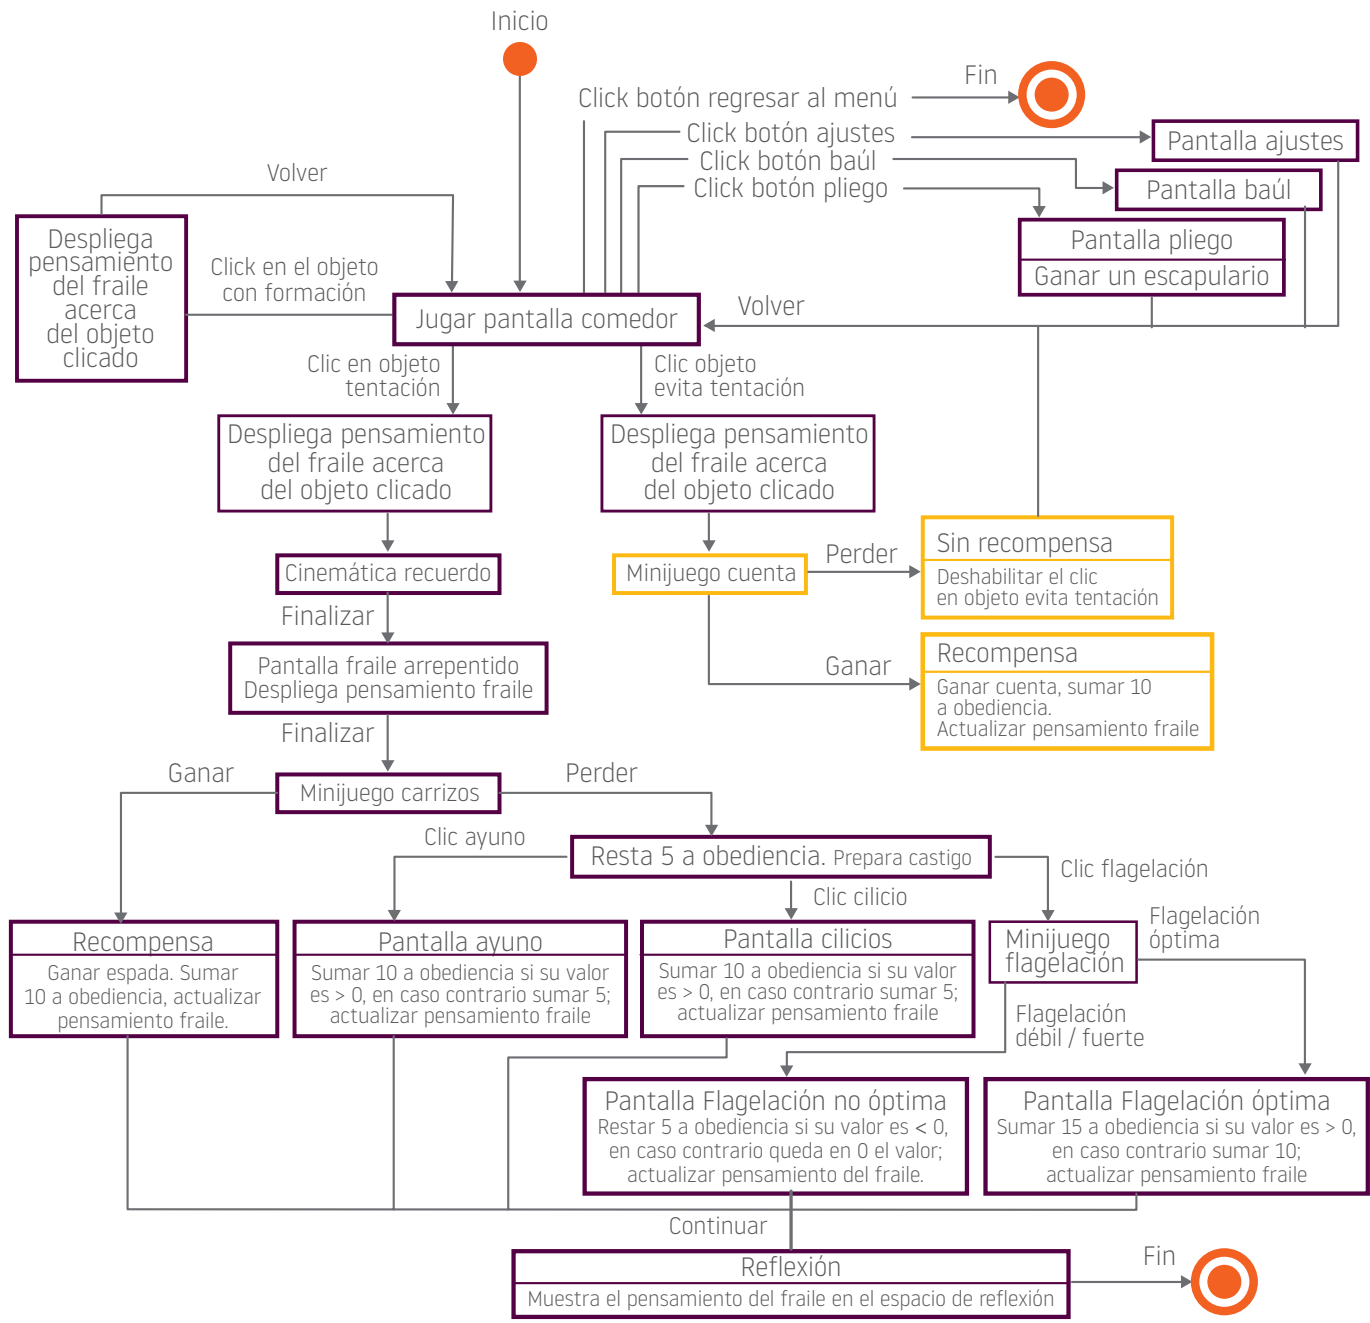 Inicio
Fin
Click botón regresar al menú
Click botón ajustes
Click botón baúl
Click botón pliego
Pantalla ajustes
Pantalla baúl
Pantalla pliego
Ganar un escapulario
Volver
Despliega
pensamiento
del fraile
acerca
del objeto
clicado
Click en el objeto
con formación
Jugar pantalla comedor
Volver
Clic en objeto
tentación
Clic objeto
evita tentación
Despliega pensamiento
del fraile acerca
del objeto clicado
Despliega pensamiento
del fraile acerca
del objeto clicado
Cinemática recuerdo
Minijuego cuenta
Perder
Sin recompensa
Deshabilitar el clic
en objeto evita tentación
Finalizar
Pantalla fraile arrepentido
Despliega pensamiento fraile
Ganar
Recompensa
Ganar cuenta, sumar 10
a obediencia.
Actualizar pensamiento fraile
Finalizar
Ganar
Minijuego carrizos
Perder
Clic ayuno
Resta 5 a obediencia. Prepara castigo
Clic cilicio
Clic flagelación
Recompensa
Ganar espada. Sumar
10 a obediencia, actualizar
pensamiento fraile.
Pantalla ayuno
Sumar 10 a obediencia si su valor
es > 0, en caso contrario sumar 5;
actualizar pensamiento fraile
Pantalla cilicios
Sumar 10 a obediencia si su valor
es > 0, en caso contrario sumar 5;
actualizar pensamiento fraile
Minijuego
flagelación
Flagelación
óptima
Flagelación
débil / fuerte
Pantalla Flagelación no óptima
Restar 5 a obediencia si su valor es < 0,
en caso contrario queda en 0 el valor;
actualizar pensamiento del fraile.
Pantalla Flagelación óptima
Sumar 15 a obediencia si su valor es > 0,
en caso contrario sumar 10;
actualizar pensamiento fraile
Continuar
Reflexión
Muestra el pensamiento del fraile en el espacio de reflexión
Fin